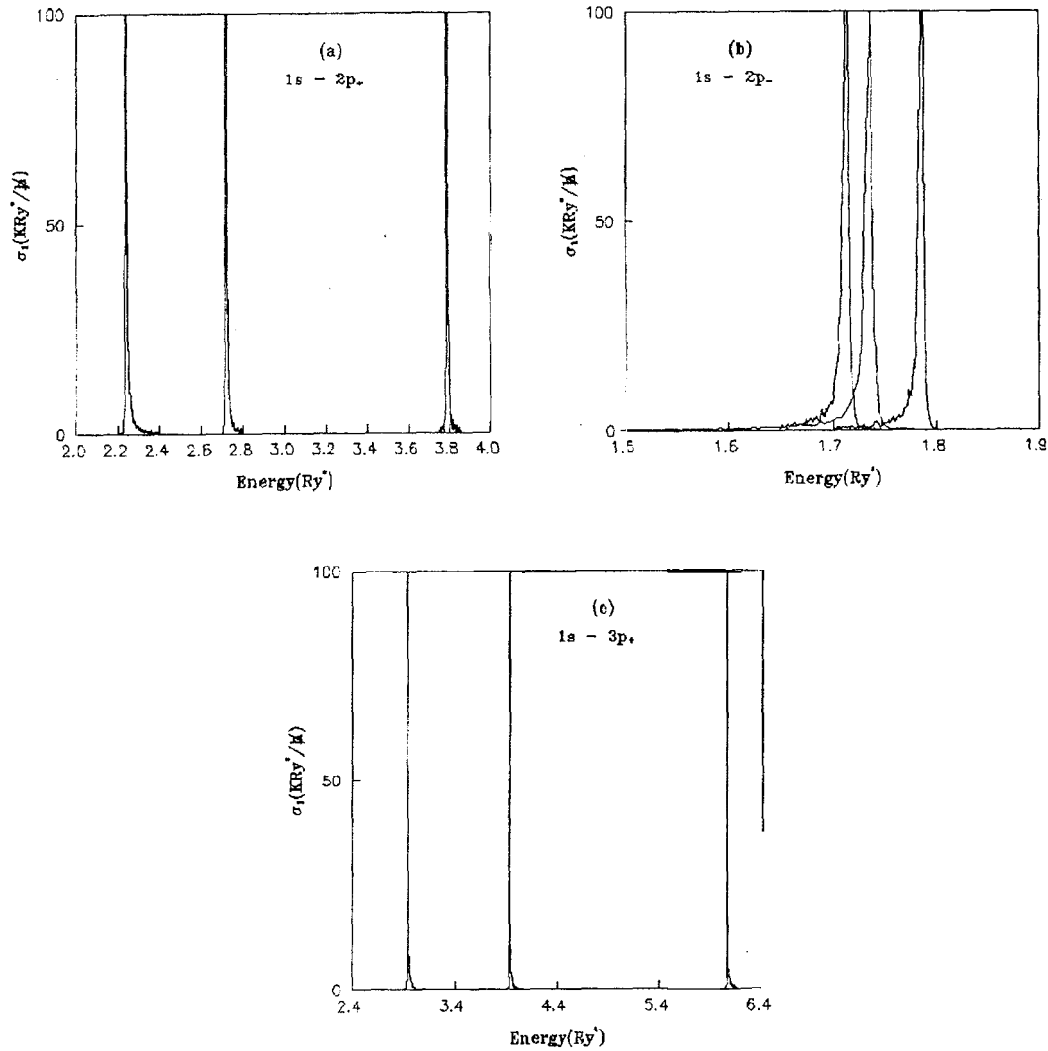 100
50
0
(a)
1s - 2p₊
σ₁(KRy*/
2.0 2.2 2.4 2.6 2.8 3.0 3.2 3.4 3.6 3.8 4.0
Energy(Ry*)
100
50
0
(b)
1s - 2p₋
σ₁(KRy*/
1.5 1.6 1.7 1.8 1.9
Energy(Ry*)
100
50
0
(c)
1s - 3p₊
σ₁(KRy*/
2.4 3.4 4.4 5.4 6.4
Energy(Ry*)